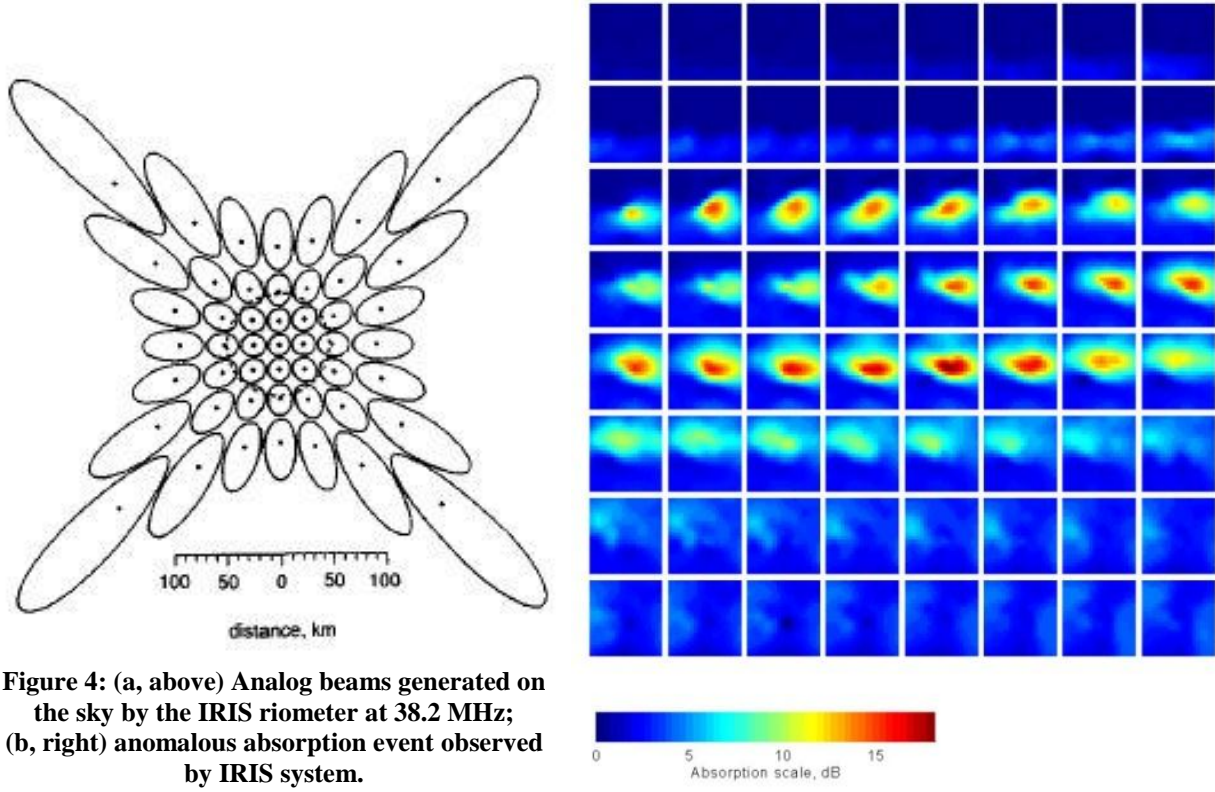 100 50 0 50 100
distance, km
Figure 4: (a, above) Analog beams generated on
the sky by the IRIS riometer at 38.2 MHz;
(b, right) anomalous absorption event observed
by IRIS system.
0 5 10 15
Absorption scale, dB